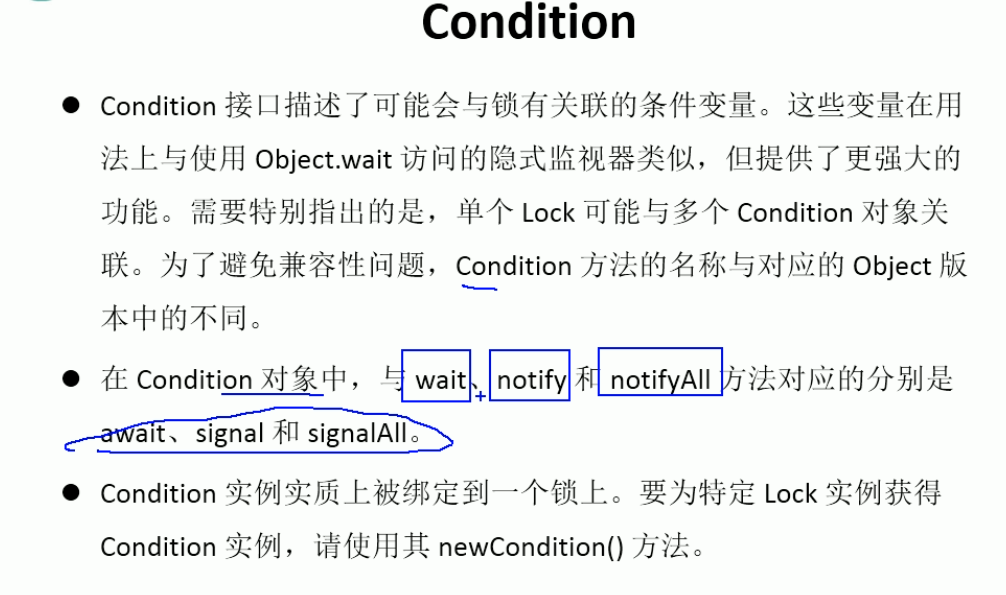 Condition
● Condition 接口描述了可能会与锁有关联的条件变量。这些变量在用
法上与使用 Object.wait 访问的隐式监视器类似，但提供了更强大的
功能。需要特别指出的是，单个 Lock 可能与多个 Condition 对象关
联。为了避免兼容性问题，Condition 方法的名称与对应的 Object 版
本中的不同。
● 在 Condition 对象中，与 wait、notify 和 notifyAll 方法对应的分别是
await、signal 和 signalAll。
● Condition 实例实质上被绑定到一个锁上。要为特定 Lock 实例获得
Condition 实例，请使用其 newCondition() 方法。